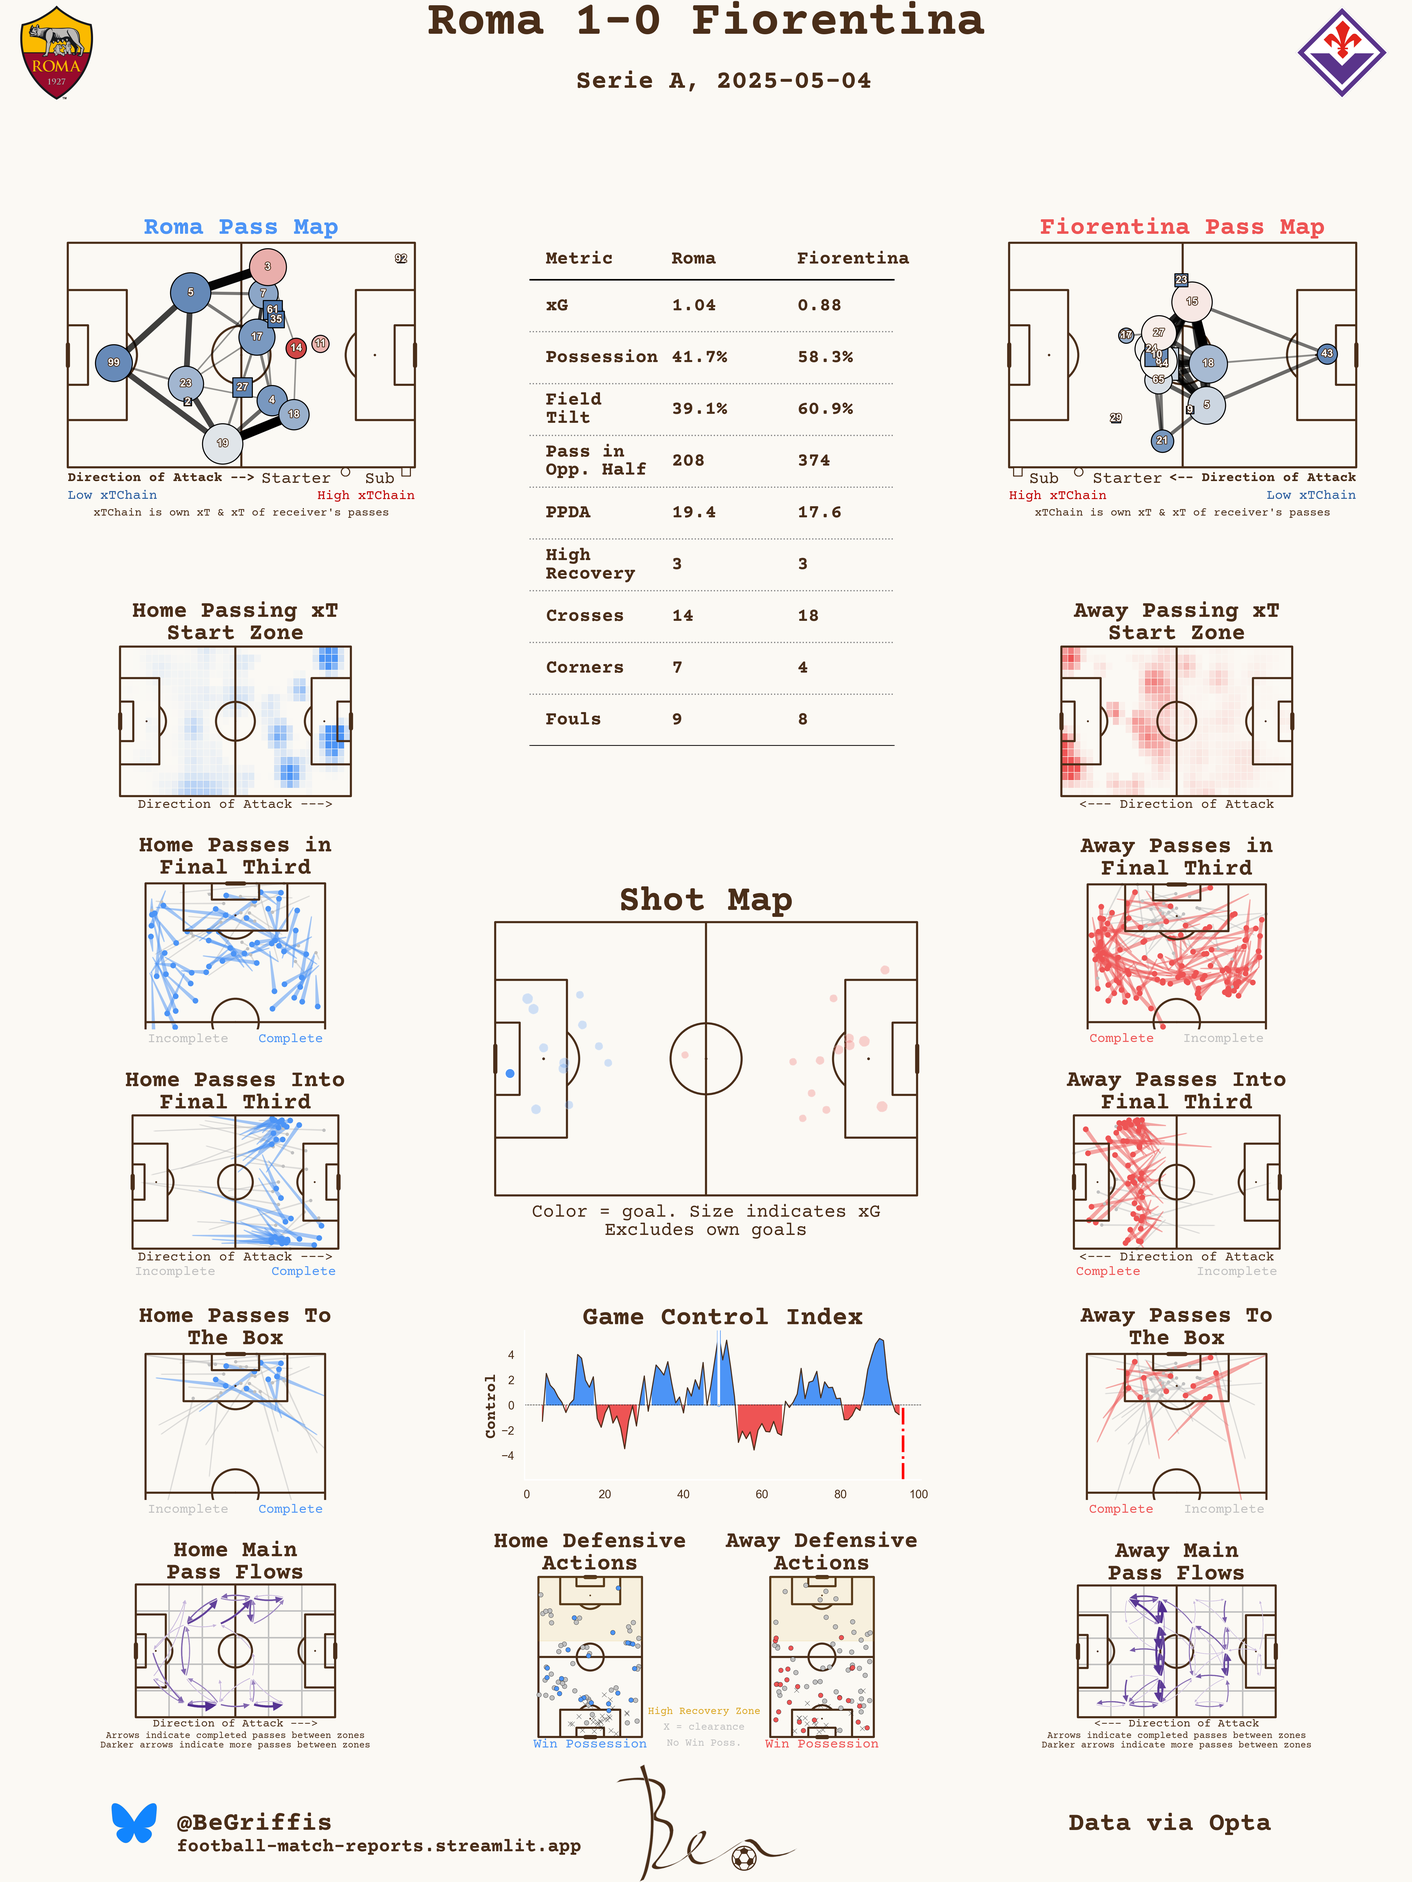 Roma 1-0 Fiorentina
Serie A, 2025-05-04
ROMA
1927
Roma Pass Map
3
92
5
7
61
35
17
14
11
99
23
2
27
4
18
19
Direction of Attack --> Starter Sub
Low xTChain High xTChain
xTChain is own xT & xT of receiver's passes
Metric Roma Fiorentina
xG 1.04 0.88
Possession 41.7% 58.3%
Field
Tilt 39.1% 60.9%
Pass in
Opp. Half 208 374
PPDA 19.4 17.6
High
Recovery 3 3
Crosses 14 18
Corners 7 4
Fouls 9 8
Fiorentina Pass Map
23
15
27
24
10
8
18
43
65
5
9
29
21
Sub Starter <-- Direction of Attack
High xTChain Low xTChain
xTChain is own xT & xT of receiver's passes
Home Passing xT
Start Zone
Direction of Attack --->
Away Passing xT
Start Zone
<--- Direction of Attack
Home Passes in
Final Third
Incomplete Complete
Shot Map
Color = goal. Size indicates xG
Excludes own goals
Away Passes in
Final Third
Complete Incomplete
Home Passes Into
Final Third
Direction of Attack --->
Incomplete Complete
Away Passes Into
Final Third
<--- Direction of Attack
Complete Incomplete
Home Passes To
The Box
Incomplete Complete
Game Control Index
Control
4
2
0
−2
−4
0 20 40 60 80 100
Away Passes To
The Box
Complete Incomplete
Home Main
Pass Flows
Direction of Attack --->
Arrows indicate completed passes between zones
Darker arrows indicate more passes between zones
Home Defensive
Actions
Win Possession
Away Defensive
Actions
Win Possession
High Recovery Zone
X = clearance
No Win Poss.
Away Main
Pass Flows
<--- Direction of Attack
Arrows indicate completed passes between zones
Darker arrows indicate more passes between zones
@BeGriffis
football-match-reports.streamlit.app
Ben
Data via Opta